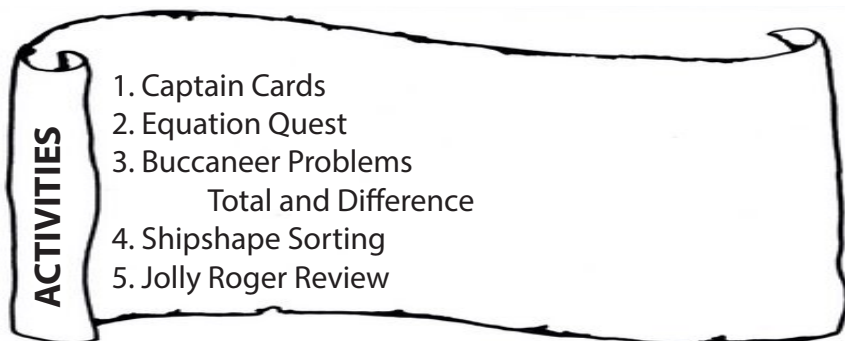 ACTIVITIES
1. Captain Cards
2. Equation Quest
3. Buccaneer Problems
Total and Difference
4. Shipshape Sorting
5. Jolly Roger Review